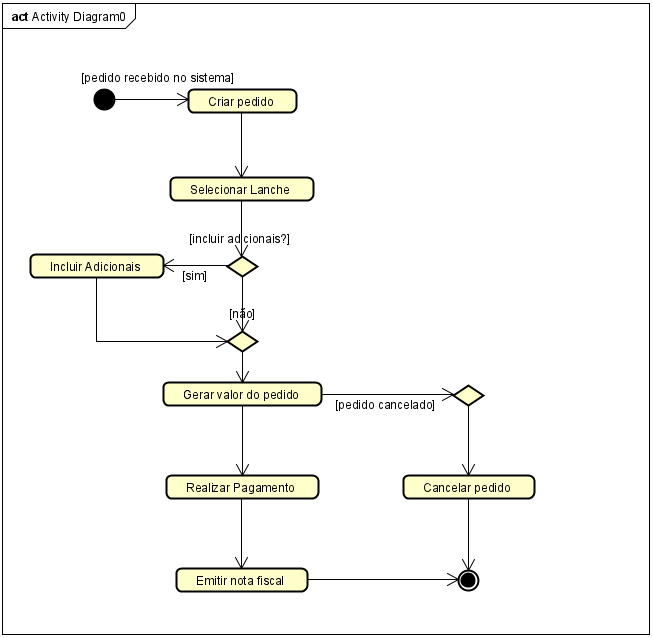 act Activity Diagram0
[pedido recebido no sistema]
Criar pedido
Selecionar Lanche
[incluir adicionais?]
Incluir Adicionais
[sim]
[não]
Gerar valor do pedido
[pedido cancelado]
Realizar Pagamento
Cancelar pedido
Emitir nota fiscal